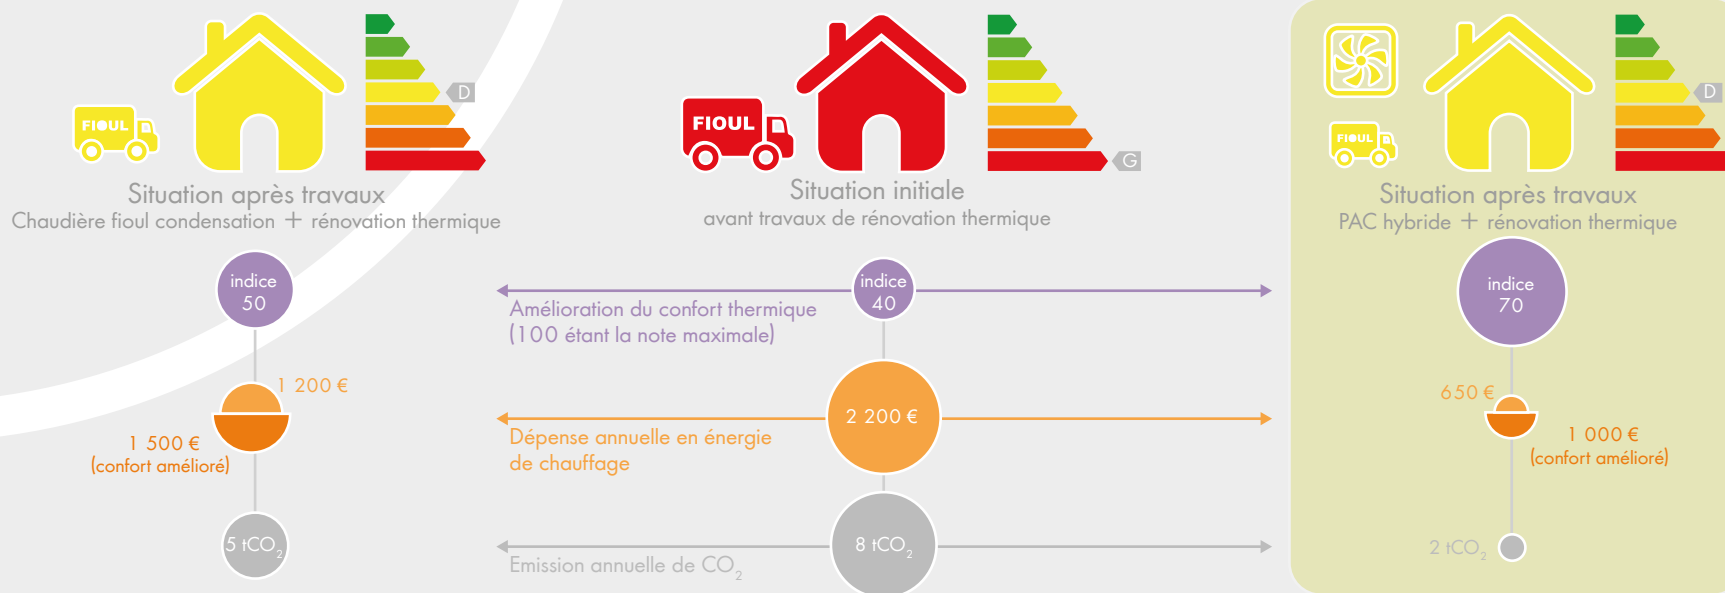 FIOUL
D
Situation après travaux
Chaudière fioul condensation + rénovation thermique
indice
50
1 200 €
1 500 €
(confort amélioré)
5 tCO2
FIOUL
G
Situation initiale
avant travaux de rénovation thermique
indice
40
Amélioration du confort thermique
(100 étant la note maximale)
2 200 €
Dépense annuelle en énergie
de chauffage
8 tCO2
Emission annuelle de CO2
FIOUL
D
Situation après travaux
PAC hybride + rénovation thermique
indice
70
650 €
1 000 €
(confort amélioré)
2 tCO2